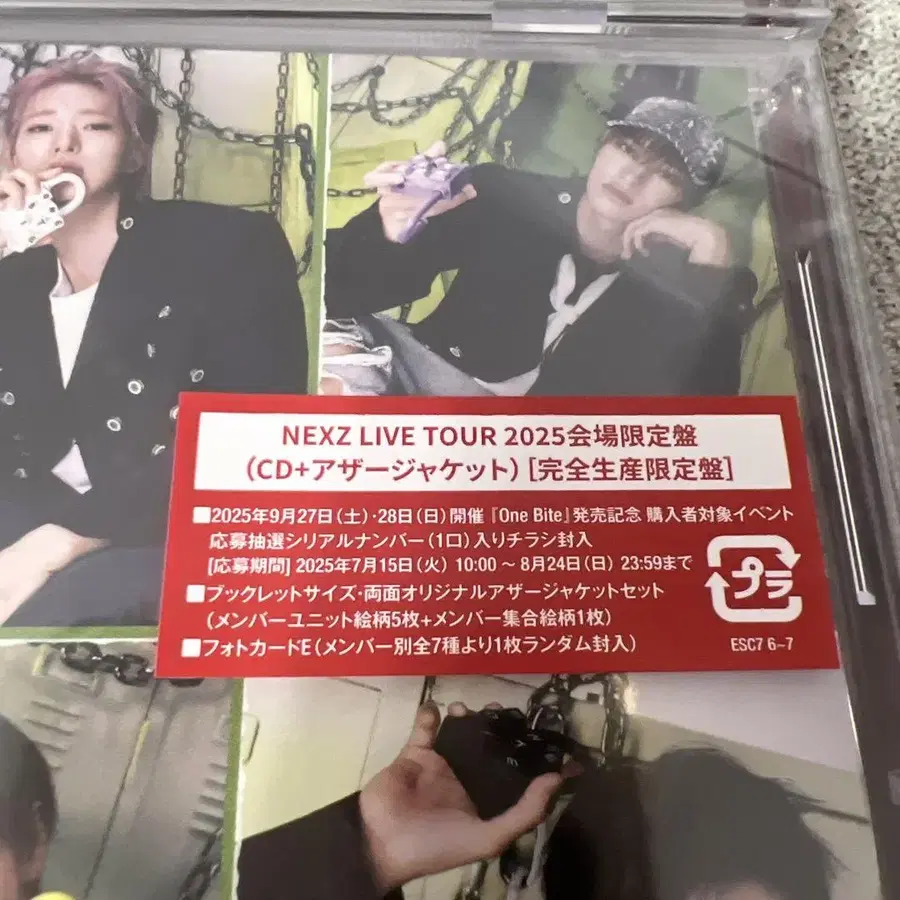 NEXZ LIVE TOUR 2025会場限定盤
（CD+アザージャケット）[完全生産限定盤]
■2025年9月27日（土）・28日（日）開催『One Bite』発売記念 購入者対象イベント
応募抽選シリアルナンバー（1口）入りチラシ封入
[応募期間] 2025年7月15日（火） 10:00 ～ 8月24日（日） 23:59まで
■ブックレットサイズ・両面オリジナルアザージャケットセット
（メンバーユニット絵柄5枚+メンバー集合絵柄1枚）
■フォトカードE（メンバー別全7種より1枚ランダム封入）
プラ
ESC7 6~7